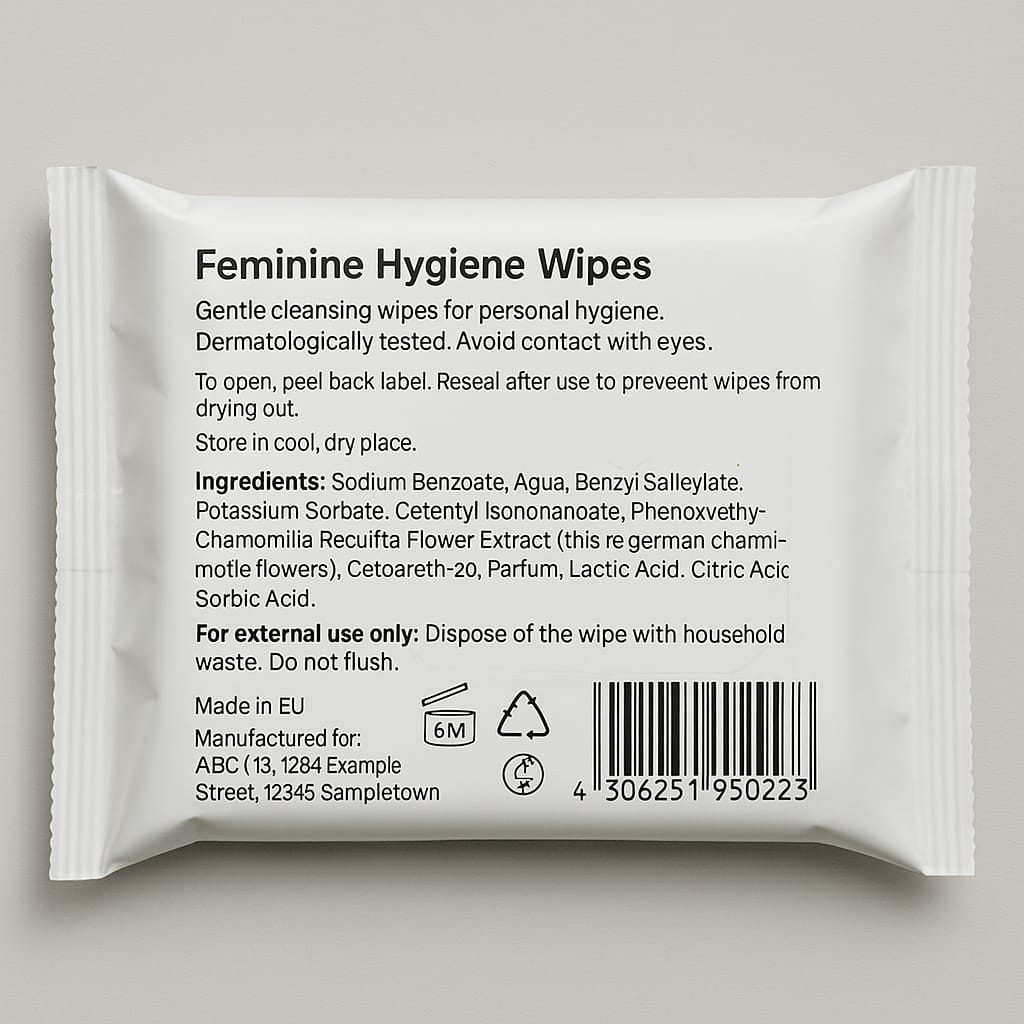 Feminine Hygiene Wipes
Gentle cleansing wipes for personal hygiene.
Dermatologically tested. Avoid contact with eyes.
To open, peel back label. Reseal after use to preveent wipes from
drying out.
Store in cool, dry place.
Ingredients: Sodium Benzoate, Agua, Benzyi Salleylate.
Potassium Sorbate. Cetentyl Isononanoate, Phenoxvethy-
Chamomilia Recuifta Flower Extract (this re german chami-
motle flowers), Cetoareth-20, Parfum, Lactic Acid. Citric Acic
Sorbic Acid.
For external use only: Dispose of the wipe with household
waste. Do not flush.
Made in EU
Manufactured for:
ABC (13, 1284 Example
Street, 12345 Sampletown
6M
4 306251 950223